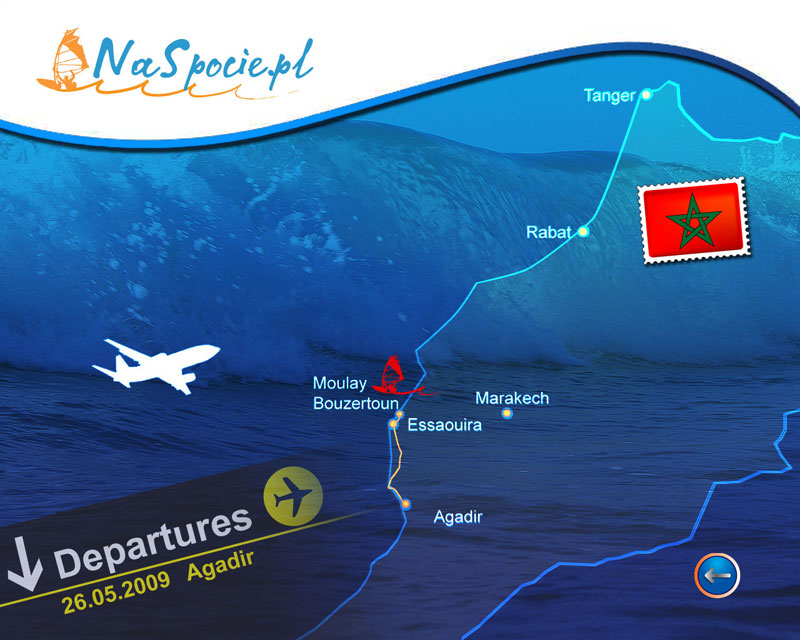 NaSpocie.pl
Tanger
Rabat
Moulay
Bouzertoun
Marakech
Essaouira
Agadir
Departures
26.05.2009 Agadir